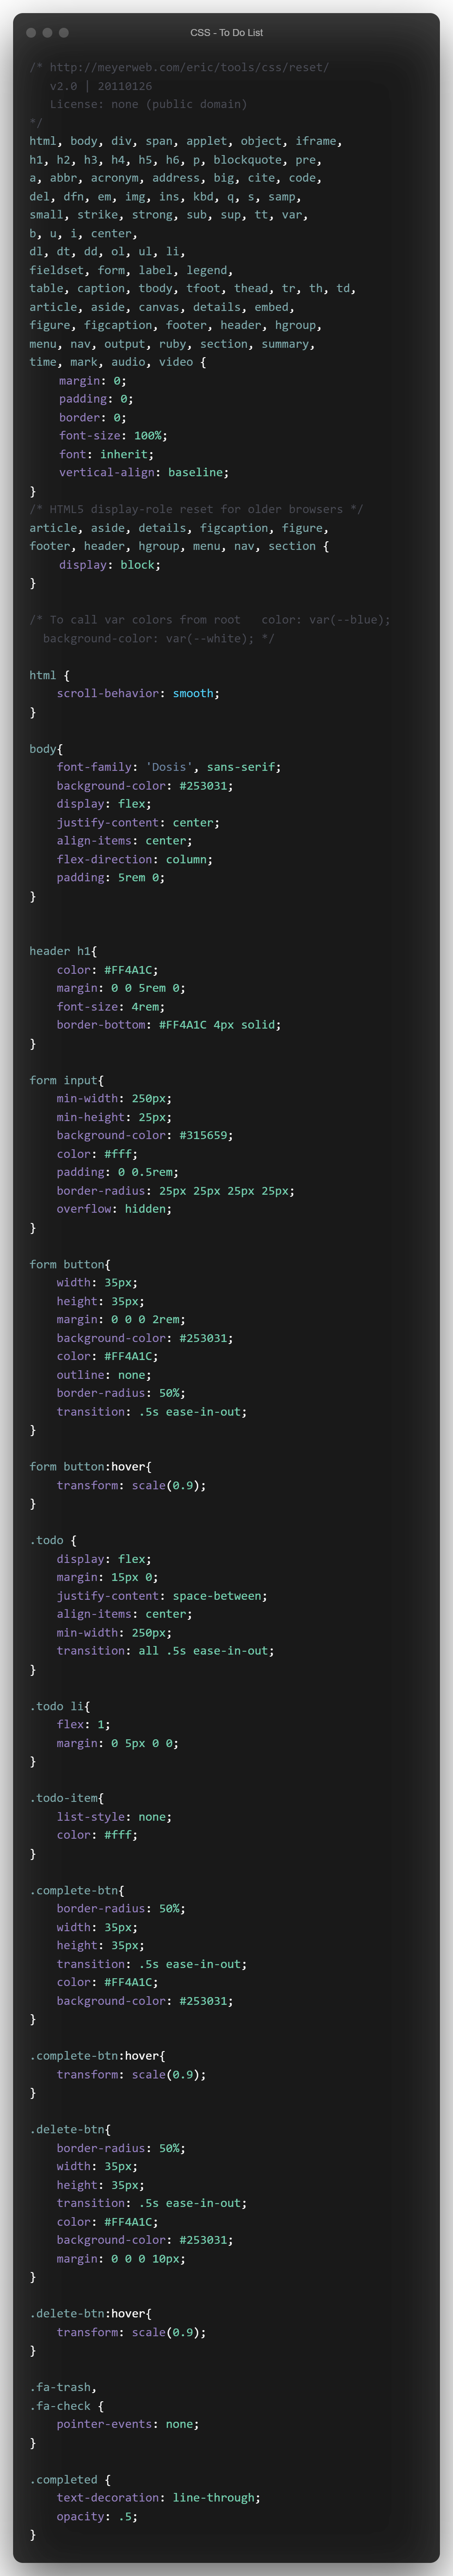 CSS - To Do List
/* http://meyerweb.com/eric/tools/css/reset/
   v2.0 | 20110126
   License: none (public domain)
*/
html, body, div, span, applet, object, iframe,
h1, h2, h3, h4, h5, h6, p, blockquote, pre,
a, abbr, acronym, address, big, cite, code,
del, dfn, em, img, ins, kbd, q, s, samp,
small, strike, strong, sub, sup, tt, var,
b, u, i, center,
dl, dt, dd, ol, ul, li,
fieldset, form, label, legend,
table, caption, tbody, tfoot, thead, tr, th, td,
article, aside, canvas, details, embed,
figure, figcaption, footer, header, hgroup,
menu, nav, output, ruby, section, summary,
time, mark, audio, video {
    margin: 0;
    padding: 0;
    border: 0;
    font-size: 100%;
    font: inherit;
    vertical-align: baseline;
}
/* HTML5 display-role reset for older browsers */
article, aside, details, figcaption, figure,
footer, header, hgroup, menu, nav, section {
    display: block;
}

/* To call var colors from root   color: var(--blue);
  background-color: var(--white); */

html {
    scroll-behavior: smooth;
}

body{
    font-family: 'Dosis', sans-serif;
    background-color: #253031;
    display: flex;
    justify-content: center;
    align-items: center;
    flex-direction: column;
    padding: 5rem 0;
}


header h1{
    color: #FF4A1C;
    margin: 0 0 5rem 0;
    font-size: 4rem;
    border-bottom: #FF4A1C 4px solid;
}

form input{
    min-width: 250px;
    min-height: 25px;
    background-color: #315659;
    color: #fff;
    padding: 0 0.5rem;
    border-radius: 25px 25px 25px 25px;
    overflow: hidden;
}

form button{
    width: 35px;
    height: 35px;
    margin: 0 0 0 2rem;
    background-color: #253031;
    color: #FF4A1C;
    outline: none;
    border-radius: 50%;
    transition: .5s ease-in-out;
}

form button:hover{
    transform: scale(0.9);
}

.todo {
    display: flex;
    margin: 15px 0;
    justify-content: space-between;
    align-items: center;
    min-width: 250px;
    transition: all .5s ease-in-out;
}

.todo li{
    flex: 1;
    margin: 0 5px 0 0;
}

.todo-item{
    list-style: none;
    color: #fff;
}

.complete-btn{
    border-radius: 50%;
    width: 35px;
    height: 35px;
    transition: .5s ease-in-out;
    color: #FF4A1C;
    background-color: #253031;
}

.complete-btn:hover{
    transform: scale(0.9);
}

.delete-btn{
    border-radius: 50%;
    width: 35px;
    height: 35px;
    transition: .5s ease-in-out;
    color: #FF4A1C;
    background-color: #253031;
    margin: 0 0 0 10px;
}

.delete-btn:hover{
    transform: scale(0.9);
}

.fa-trash,
.fa-check {
    pointer-events: none;
}

.completed {
    text-decoration: line-through;
    opacity: .5;
}